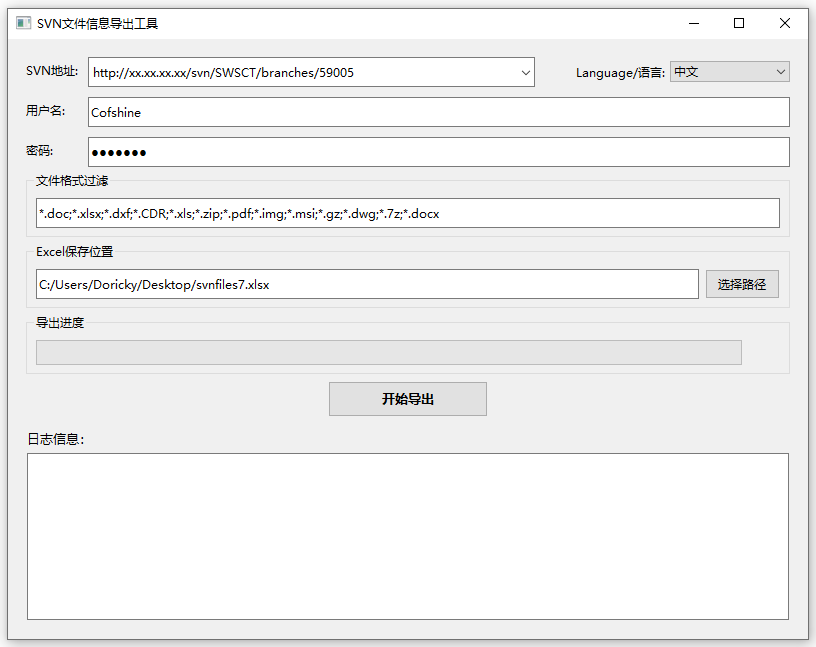 SVN文件信息导出工具
SVN地址: http://xx.xx.xx.xx/svn/SWSCT/branches/59005 Language/语言: 中文
用户名: Cofshine
密码: ●●●●●●●
文件格式过滤
*.doc;*.xlsx;*.dxf;*.CDR;*.xls;*.zip;*.pdf;*.img;*.msi;*.gz;*.dwg;*.7z;*.docx
Excel保存位置
C:/Users/Doricky/Desktop/svnfiles7.xlsx 选择路径
导出进度
开始导出
日志信息: